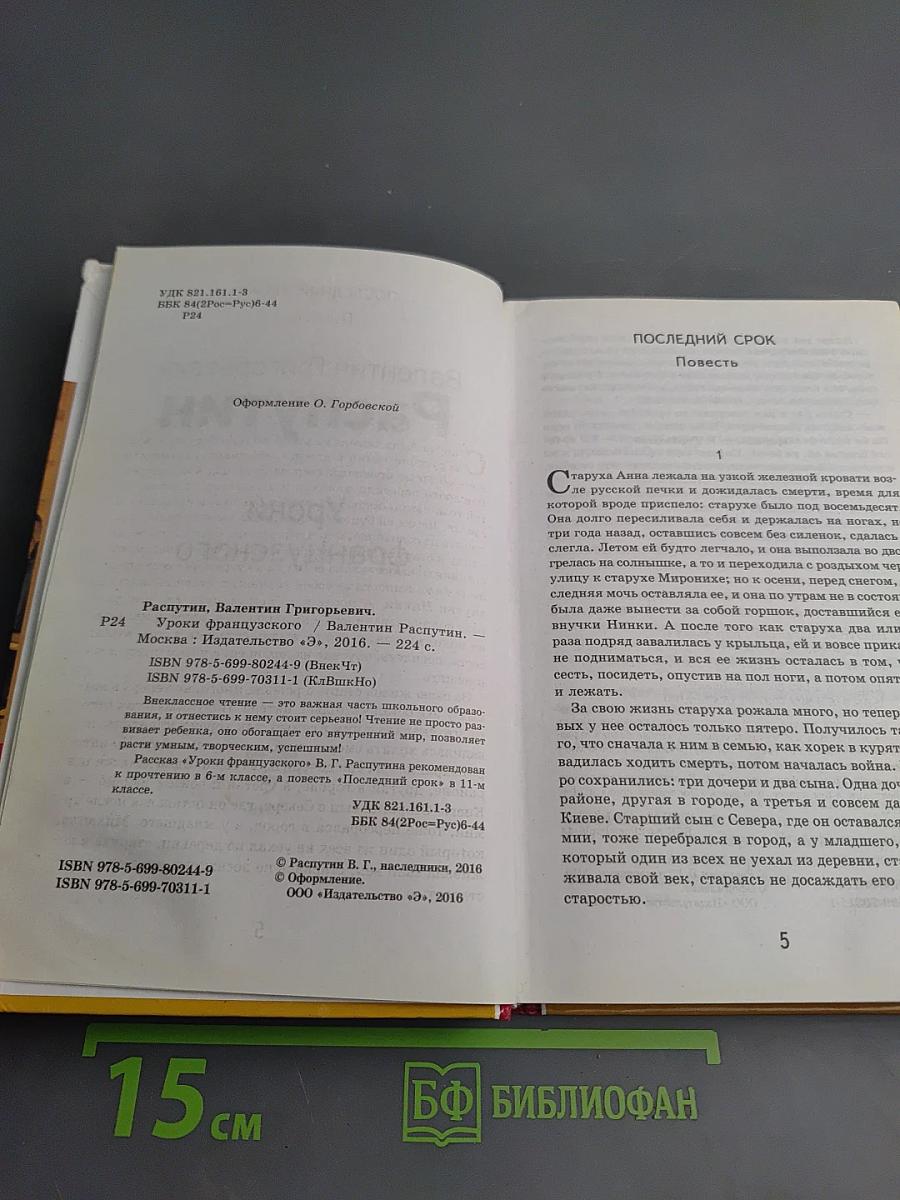 УДК 821.161.1-3
ББК 84(2Рос=Рус)6-44
Р24
Оформление О. Горбовской
Распутин, Валентин Григорьевич.
Р24 Уроки французского / Валентин Распутин. —
Москва : Издательство «Э», 2016. — 224 с.
ISBN 978-5-699-80244-9 (ВнекЧт)
ISBN 978-5-699-70311-1 (КлВшкНо)
Внеклассное чтение — это важная часть школьного образо-
вания, и отнестись к нему стоит серьезно! Чтение не просто раз-
вивает ребенка, оно обогащает его внутренний мир, позволяет
расти умным, творческим, успешным!
Рассказ «Уроки французского» В. Г. Распутина рекомендован
к прочтению в 6-м классе, а повесть «Последний срок» в 11-м
классе.
УДК 821.161.1-3
ББК 84(2Рос=Рус)6-44
ISBN 978-5-699-80244-9
ISBN 978-5-699-70311-1
© Распутин В. Г., наследники, 2016
© Оформление.
ООО «Издательство «Э», 2016
ПОСЛЕДНИЙ СРОК
Повесть
1
Старуха Анна лежала на узкой железной кровати воз-
ле русской печки и дожидалась смерти, время для
которой вроде приспело: старухе было под восемьдесят.
Она долго пересиливала себя и держалась на ногах, н
три года назад, оставшись совсем без силенок, сдалась
слегла. Летом ей будто легчало, и она выползала во дво
грелась на солнышке, а то и переходила с роздыхом чер
улицу к старухе Миронихе; но к осени, перед снегом,
следняя мочь оставляла ее, и она по утрам не в состоя
была даже вынести за собой горшок, доставшийся е
внучки Нинки. А после того как старуха два или
раза подряд завалилась у крыльца, ей и вовсе прика
не подниматься, и вся ее жизнь осталась в том, ч
сесть, посидеть, опустив на пол ноги, а потом опят
и лежать.
За свою жизнь старуха рожала много, но тепер
вых у нее осталось только пятеро. Получилось та
го, что сначала к ним в семью, как хорек в курят
вадилась ходить смерть, потом началась война.
ро сохранились: три дочери и два сына. Одна доч
районе, другая в городе, а третья и совсем да
Киеве. Старший сын с Севера, где он оставался
мии, тоже перебрался в город, а у младшего,
который один из всех не уехал из деревни, ст
живала свой век, стараясь не досаждать его
старостью.
5
15 см
БФ БИБЛИОФАН